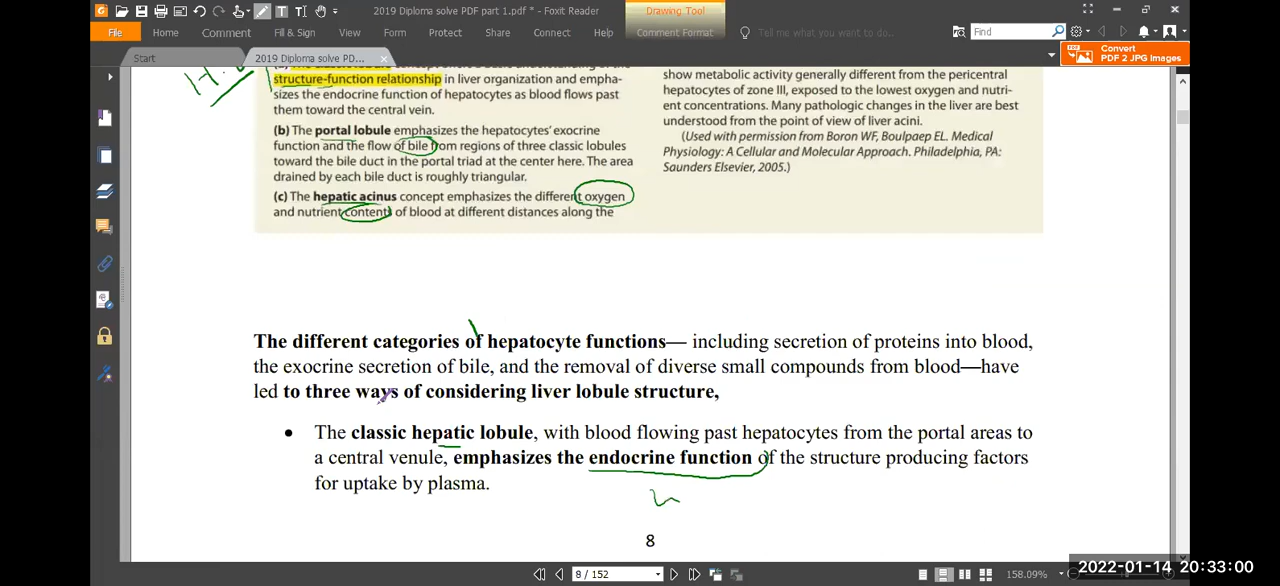 2019 Diploma solve PDF part 1.pdf * - Foxit Reader
Drawing Tool
File Home Comment Fill & Sign View Form Protect Share Connect Help Comment Format Tell me what you want to do.. Find
Start 2019 Diploma solve PD... Convert
PDF 2 JPG Images
structure-function relationship in liver organization and empha-
sizes the endocrine function of hepatocytes as blood flows past
them toward the central vein.
(b) The portal lobule emphasizes the hepatocytes' exocrine
function and the flow of bile from regions of three classic lobules
toward the bile duct in the portal triad at the center here. The area
drained by each bile duct is roughly triangular.
(c) The hepatic acinus concept emphasizes the different oxygen
and nutrient contents of blood at different distances along the
show metabolic activity generally different from the pericentral
hepatocytes of zone III, exposed to the lowest oxygen and nutri-
ent concentrations. Many pathologic changes in the liver are best
understood from the point of view of liver acini.
(Used with permission from Boron WF, Boulpaep EL. Medical
Physiology: A Cellular and Molecular Approach. Philadelphia, PA:
Saunders Elsevier, 2005.)
The different categories of hepatocyte functions— including secretion of proteins into blood,
the exocrine secretion of bile, and the removal of diverse small compounds from blood—have
led to three ways of considering liver lobule structure,
• The classic hepatic lobule, with blood flowing past hepatocytes from the portal areas to
a central venule, emphasizes the endocrine function of the structure producing factors
for uptake by plasma.
8
8 / 152 158.09%
2022-01-14 20:33:00